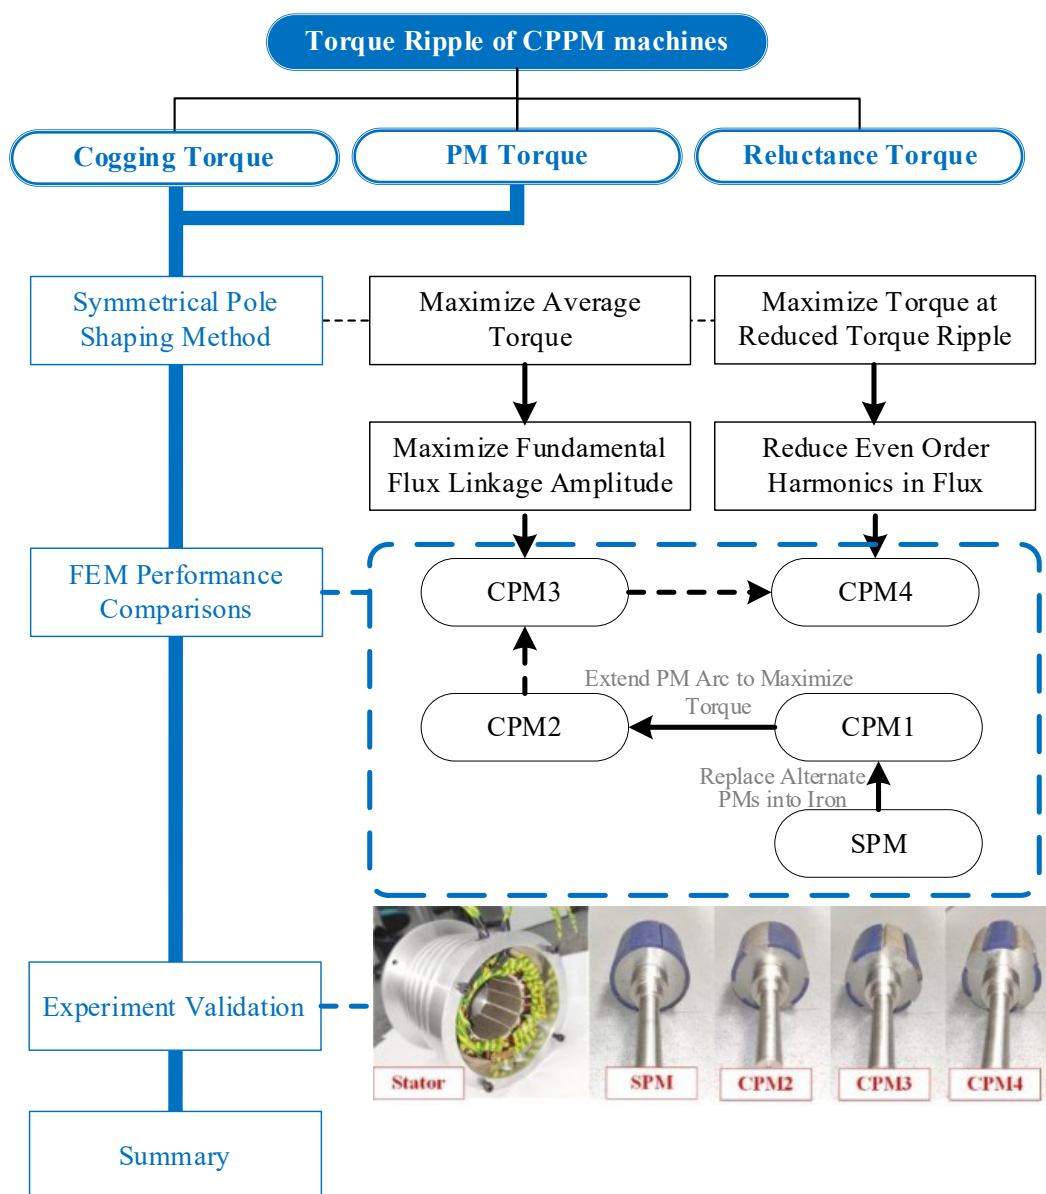 Torque Ripple of CPPM machines
Cogging Torque
PM Torque
Reluctance Torque
Symmetrical Pole
Shaping Method
Maximize Average
Torque
Maximize Torque at
Reduced Torque Ripple
Maximize Fundamental
Flux Linkage Amplitude
Reduce Even Order
Harmonics in Flux
FEM Performance
Comparisons
CPM3
CPM4
Extend PM Arc to Maximize
Torque
CPM2
CPM1
Replace Alternate
PMs into Iron
SPM
Experiment Validation
Stator
SPM
CPM2
CPM3
CPM4
Summary